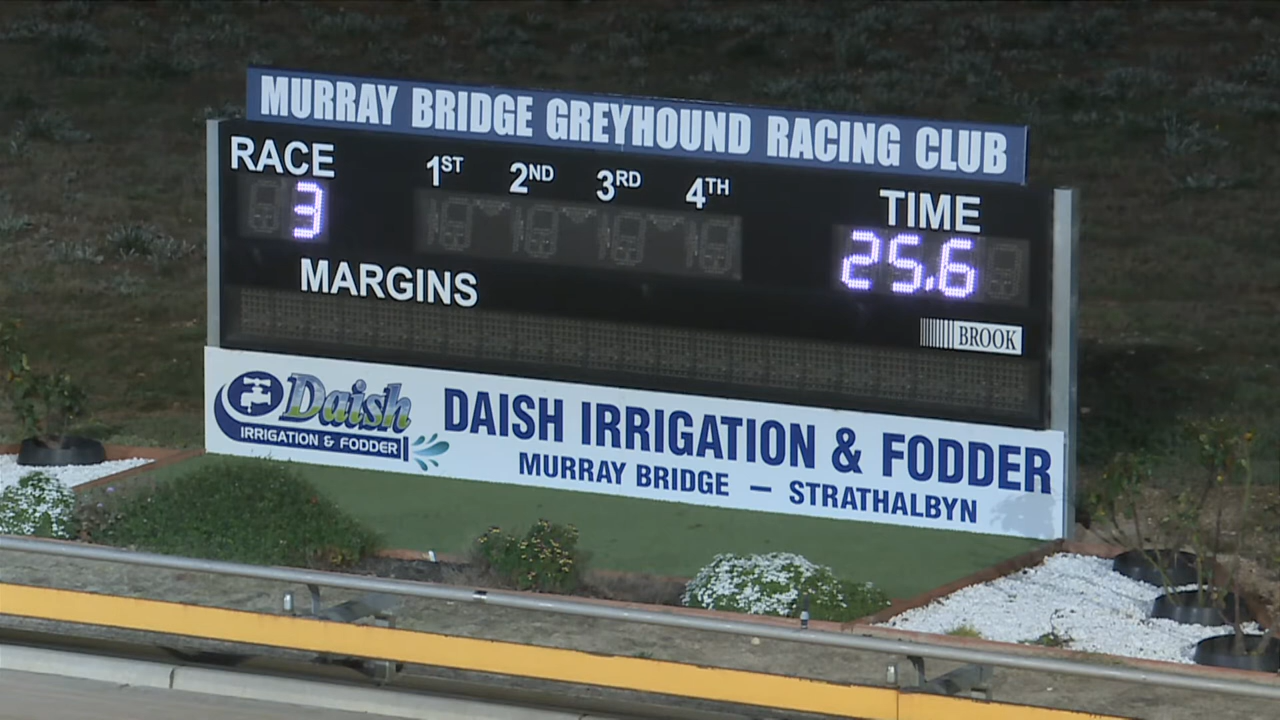 MURRAY BRIDGE GREYHOUND RACING CLUB
RACE 1ST 2ND 3RD 4TH TIME
3 25.6
MARGINS
BROOK
Daish
IRRIGATION & FODDER
DAISH IRRIGATION & FODDER
MURRAY BRIDGE – STRATHALBYN